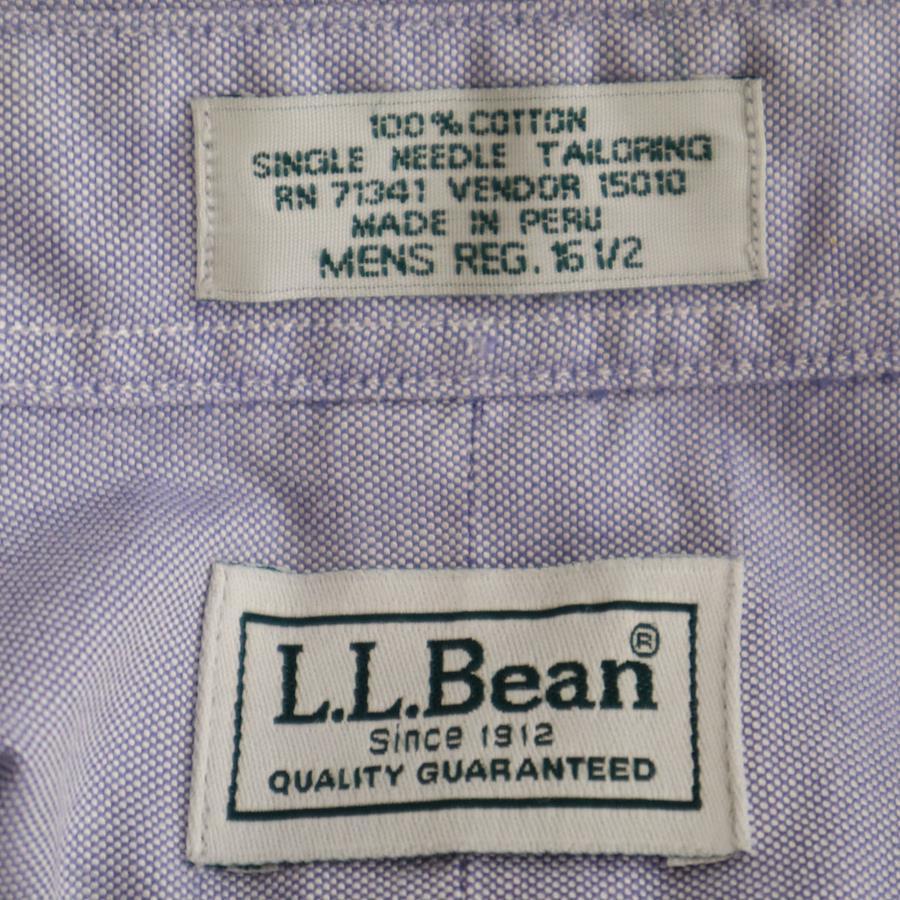 100% COTTON
SINGLE NEEDLE TAILORING
RN 71341 VENDOR 15010
MADE IN PERU
MENS REG. 16 1/2
L.L.Bean®
Since 1912
QUALITY GUARANTEED